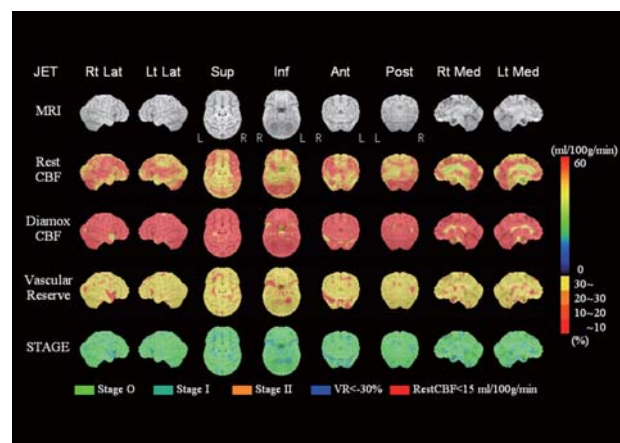 JET Rt Lat Lt Lat Sup Inf Ant Post Rt Med Lt Med
MRI
L R R L R L L R
(ml/100g/min)
60
Rest
CBF
Diamox
CBF
0
Vascular
Reserve
30~
20~30
10~20
~10
(%)
STAGE
Stage O Stage I Stage II VR<-30% RestCBF<15 ml/100g/min